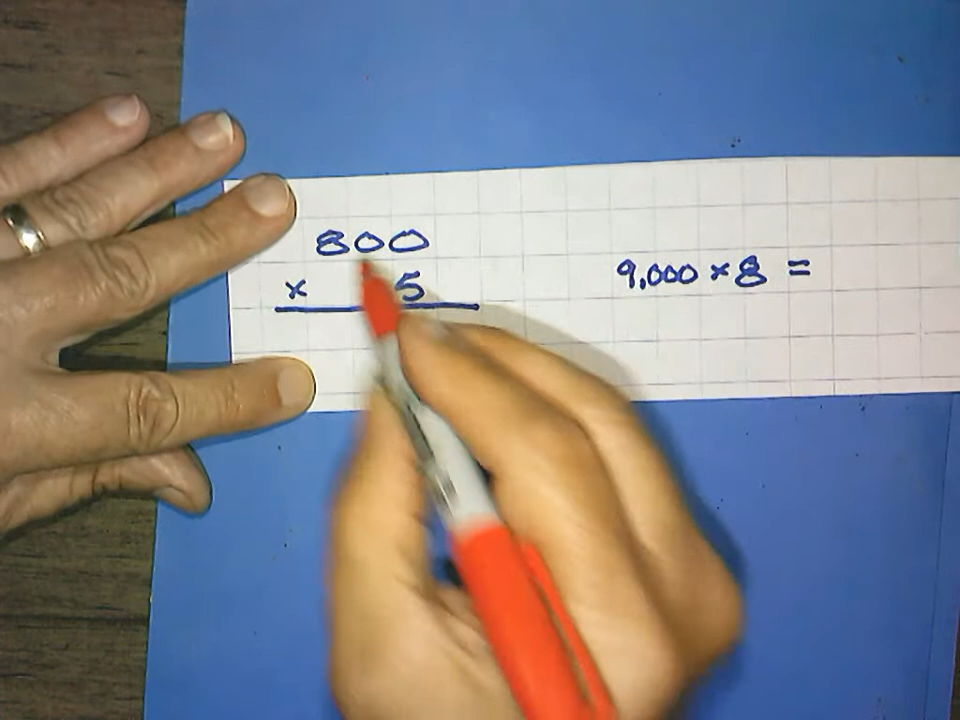 800
× 5
9,000 × 8 =